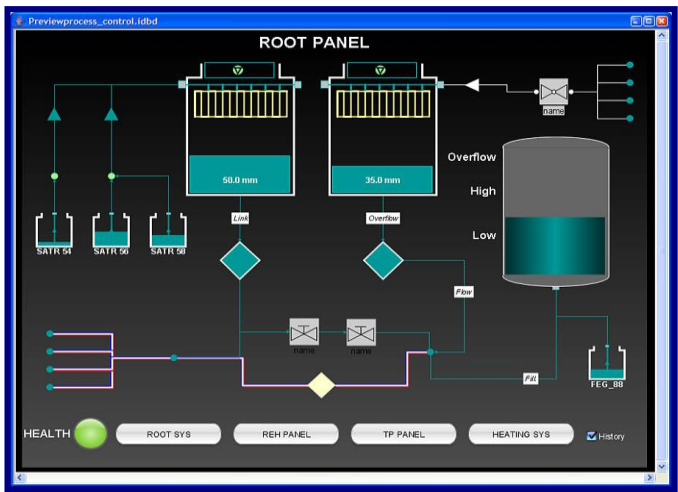 Previewprocess_control.idbd
ROOT PANEL
name
Overflow
High
50.0 mm
35.0 mm
Link
Overflow
Low
SATR 54
SATR 56
SATR 58
Flow
name
name
Fill
FEG_88
HEALTH
ROOT SYS
REH PANEL
TP PANEL
HEATING SYS
History